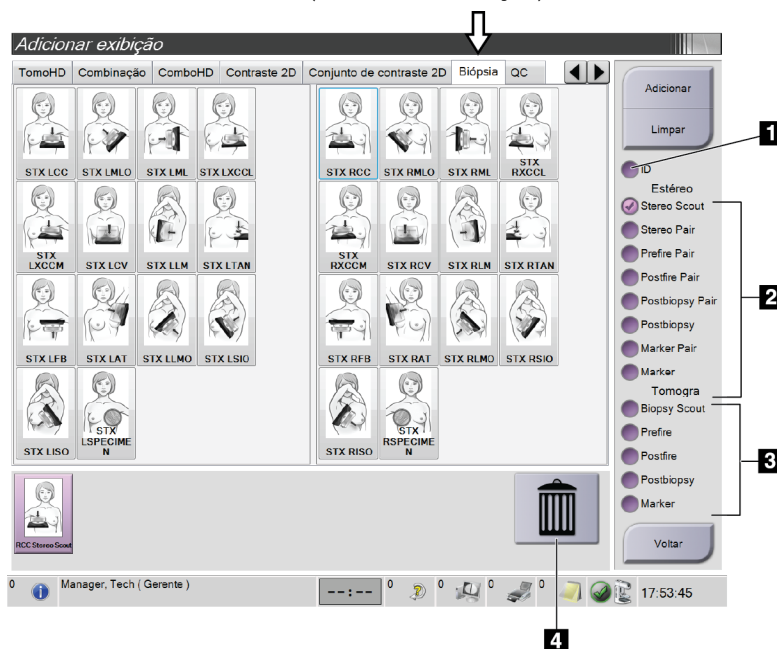 Adicionar exibição
TomoHD
Combinação
ComboHD
Contraste 2D
Conjunto de contraste 2D
Biópsia
QC
STX LCC
STX LMLO
STX LML
STX LXCCL
STX RCC
STX RMLO
STX RML
STX
RXCCL
STX
LXCCM
STX LCV
STX LLM
STX LTAN
STX
RXCCM
STX RCV
STX RLM
STX RTAN
STX LFB
STX LAT
STX LLMO
STX LSIO
STX RFB
STX RAT
STX RLMO
STX RSIO
STX LISO
STX
LSPECIME
N
STX RISO
STX
RSPECIME
N
Adicionar
Limpar
ID
Estéreo
Stereo Scout
Stereo Pair
Prefire Pair
Postfire Pair
Postbiopsy Pair
Postbiopsy
Marker Pair
Marker
Tomogra
Biopsy Scout
Prefire
Postfire
Postbiopsy
Marker
Voltar
1
2
3
RCC Stereo Scout
0
Manager, Tech ( Gerente )
--:--
0
0
0
0
17:53:45
4